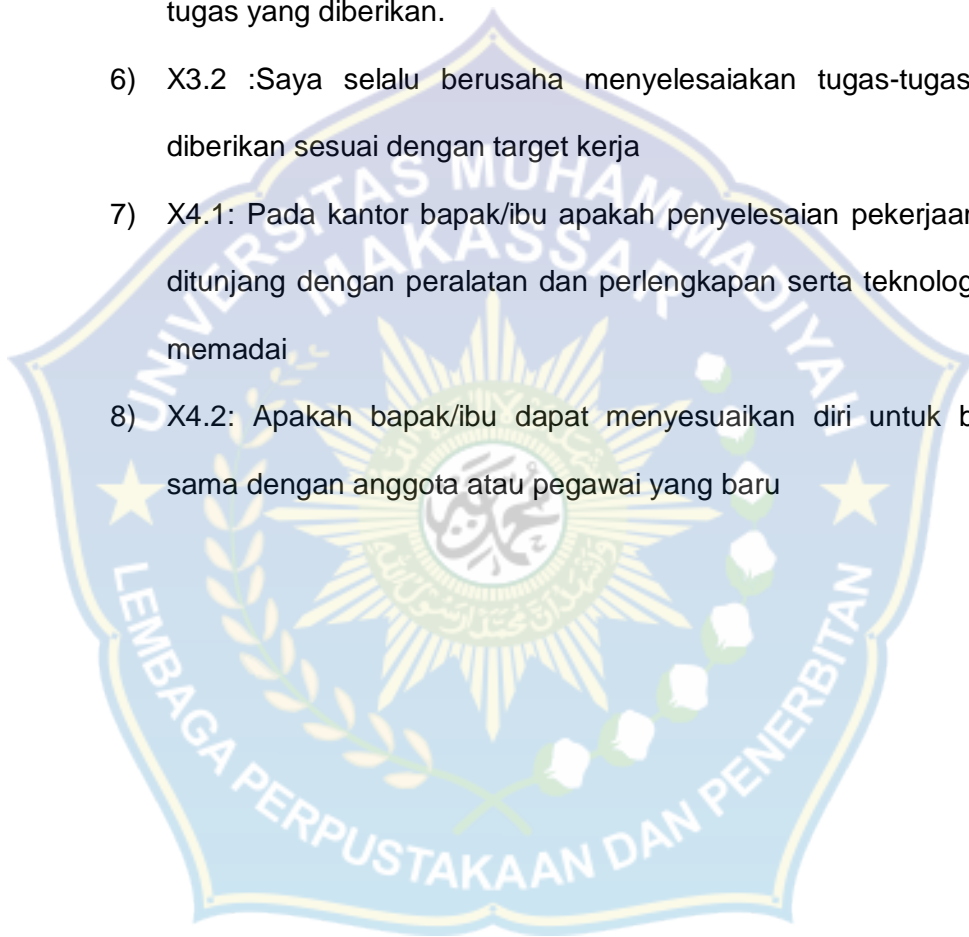 tugas yang diberikan.
6) X3.2 :Saya selalu berusaha menyelesaiakan tugas-tugas
diberikan sesuai dengan target kerja
7) X4.1: Pada kantor bapak/ibu apakah penyelesaian pekerjaan
ditunjang dengan peralatan dan perlengkapan serta teknolog
memadai
8) X4.2: Apakah bapak/ibu dapat menyesuaikan diri untuk b
sama dengan anggota atau pegawai yang baru
UNIVERSITAS MUHAMMADIYAH
MAKASSAR
LEMBAGA PERPUSTAKAAN DAN PENERBITAN